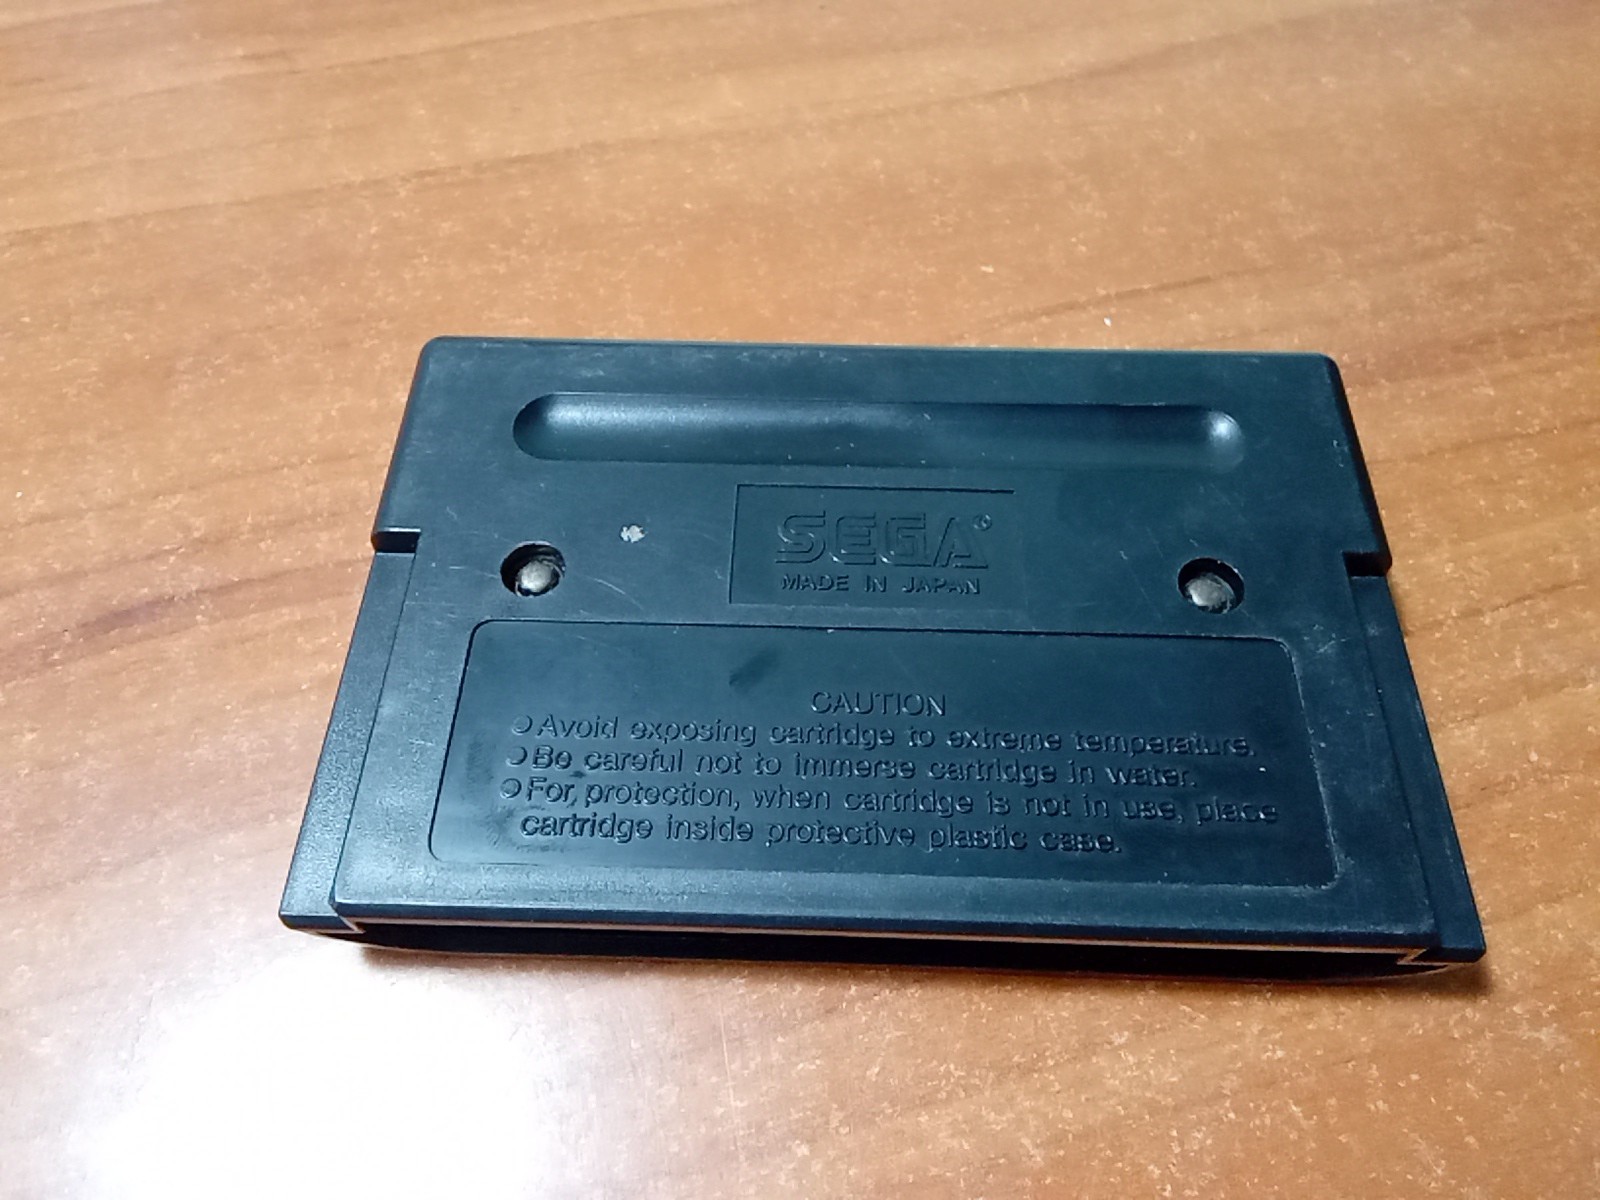 SEGA®
MADE IN JAPAN
CAUTION
●Avoid exposing cartridge to extreme temperature.
●Be careful not to immerse cartridge in water.
●For, protection, when cartridge is not in use, place
cartridge inside protective plastic case.